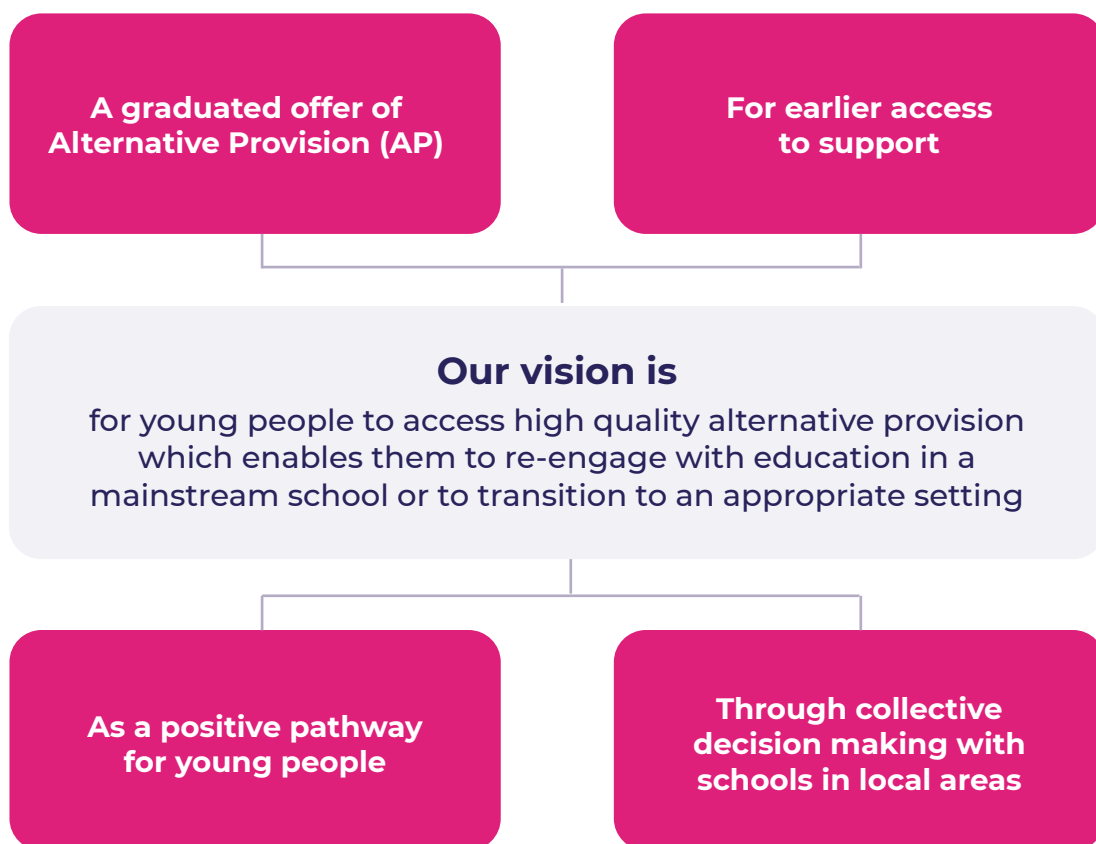 A graduated offer of
Alternative Provision (AP)
For earlier access
to support
Our vision is
for young people to access high quality alternative provision
which enables them to re-engage with education in a
mainstream school or to transition to an appropriate setting
As a positive pathway
for young people
Through collective
decision making with
schools in local areas